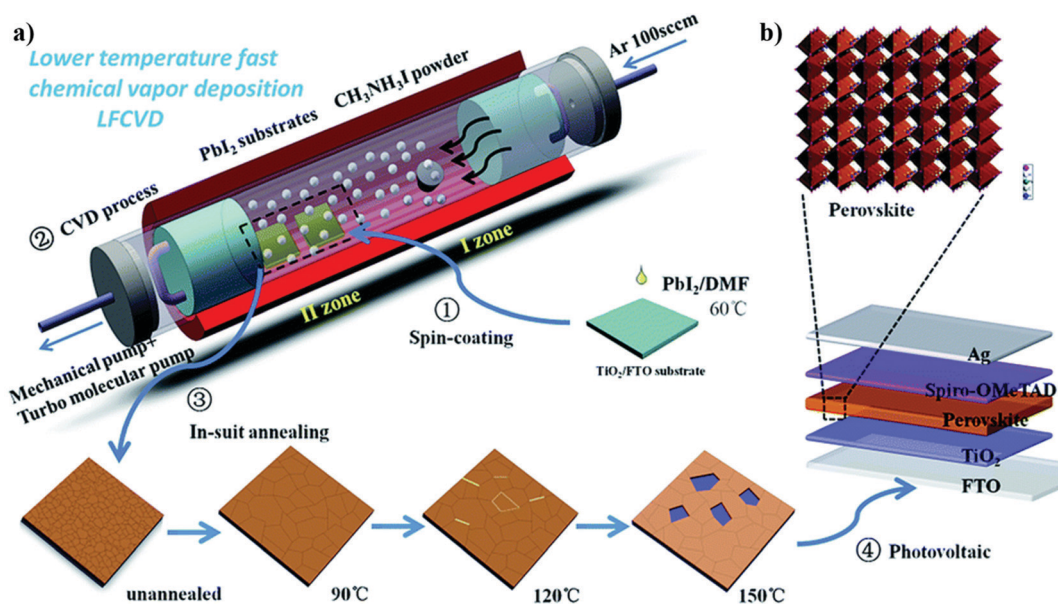 a)
Lower temperature fast
chemical vapor deposition
LFCVD
Ar 100sccm
CH₃NH₃I powder
PbI₂ substrates
② CVD process
I zone
II zone
Mechanical pump+
Turbo molecular pump
①
Spin-coating
PbI₂/DMF
60℃
TiO₂/FTO substrate
③
In-suit annealing
unannealed
90℃
120℃
150℃
④ Photovoltaic
b)
Perovskite
Ag
Spiro-OMeTAD
Perovskite
TiO₂
FTO